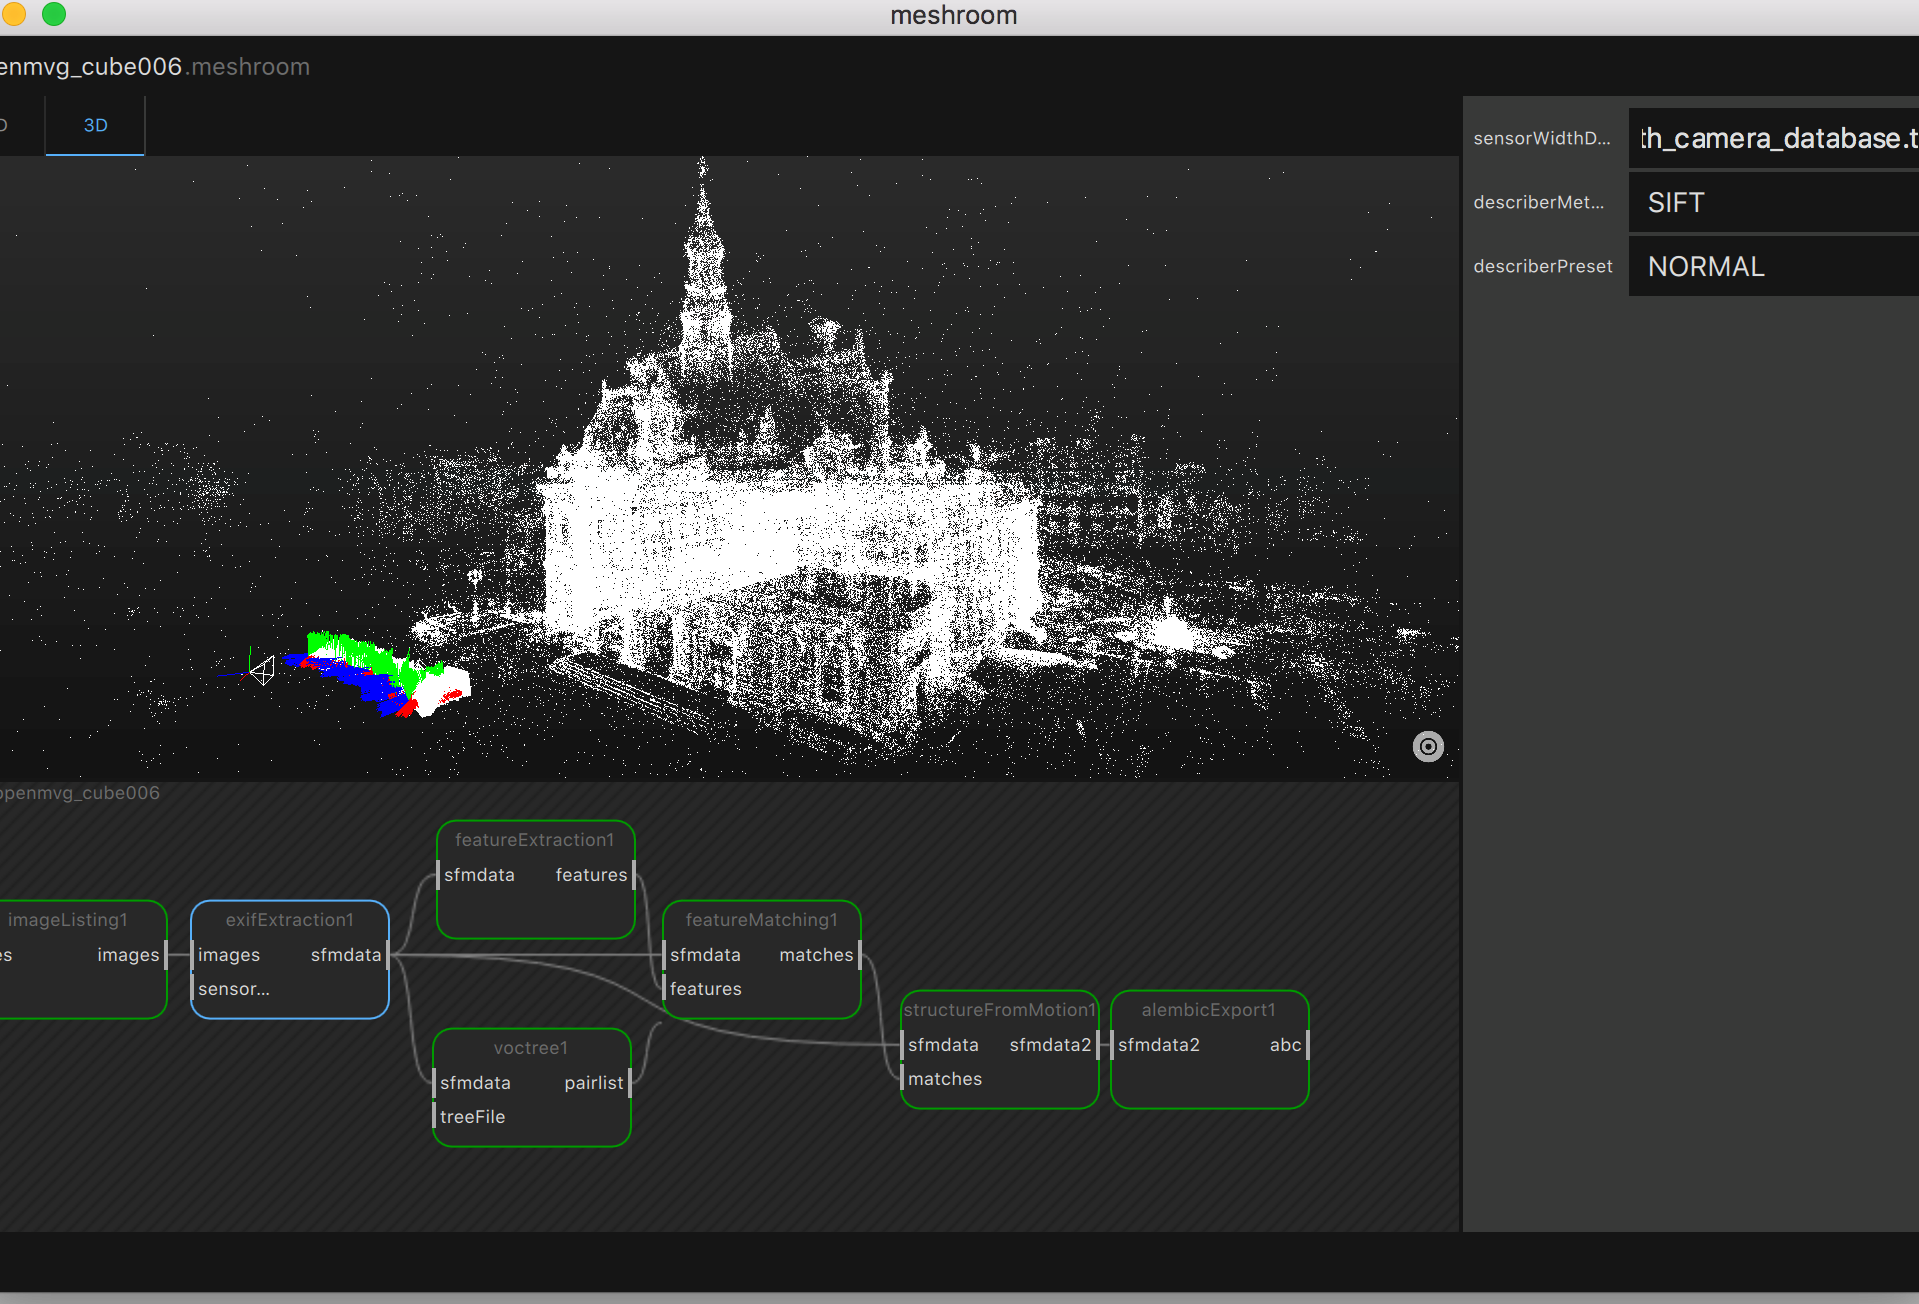 meshroom
enmvg_cube006.meshroom
D
3D
sensorWidthD...
th_camera_database.t
describerMet...
SIFT
describerPreset
NORMAL
openmvg_cube006
featureExtraction1
sfmdata features
imageListing1
es images
exifExtraction1
images sfmdata
sensor...
featureMatching1
sfmdata matches
features
voctree1
sfmdata pairlist
treeFile
structureFromMotion1
sfmdata sfmdata2
matches
alembicExport1
sfmdata2 abc